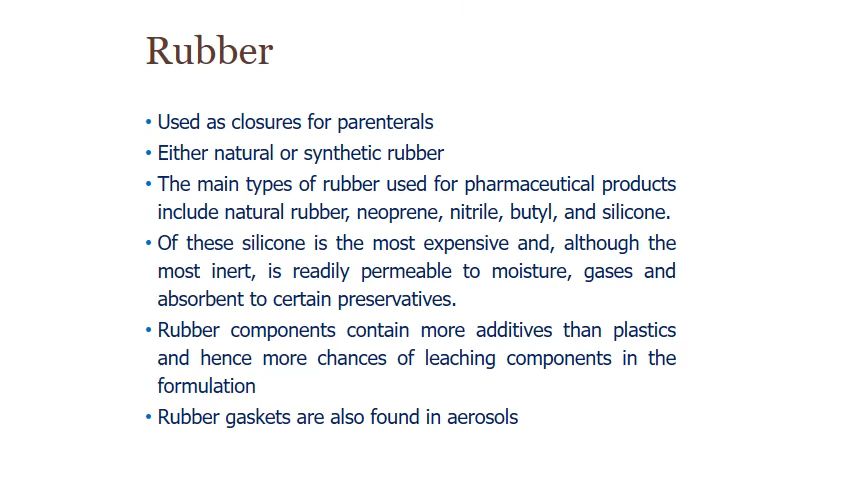 Rubber
• Used as closures for parenterals
• Either natural or synthetic rubber
• The main types of rubber used for pharmaceutical products
include natural rubber, neoprene, nitrile, butyl, and silicone.
• Of these silicone is the most expensive and, although the
most inert, is readily permeable to moisture, gases and
absorbent to certain preservatives.
• Rubber components contain more additives than plastics
and hence more chances of leaching components in the
formulation
• Rubber gaskets are also found in aerosols